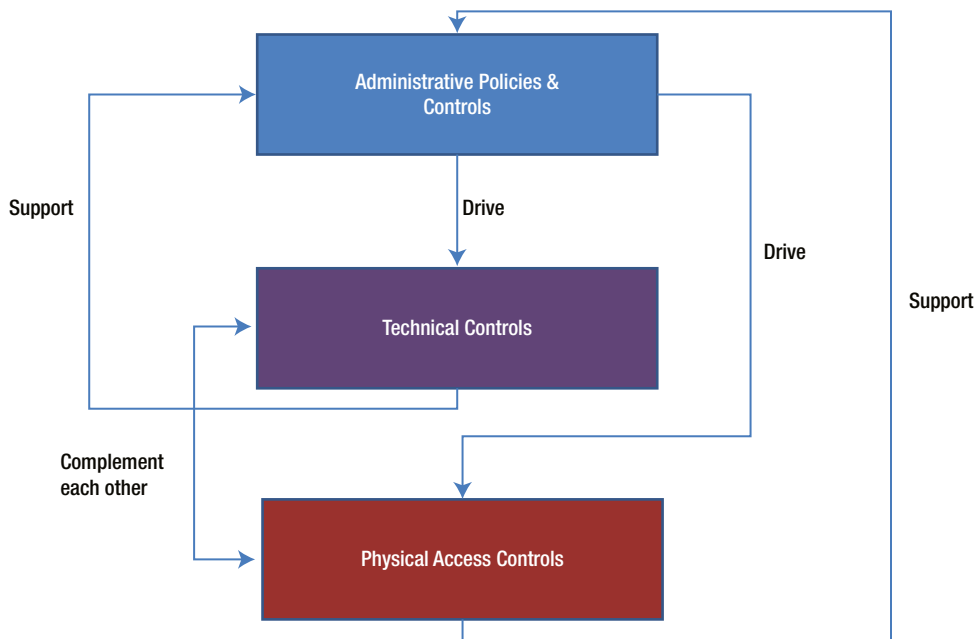 Administrative Policies &
Controls
Support
Drive
Drive
Support
Technical Controls
Complement
each other
Physical Access Controls